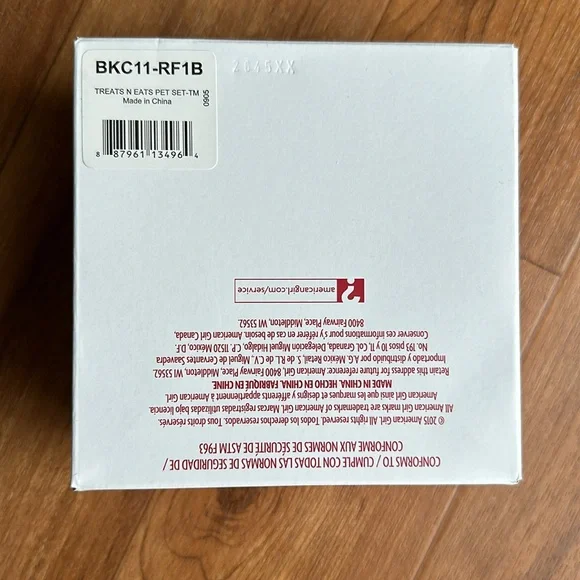 BKC11-RF1B
TREATS N EATS PET SET-TM
Made in China
0905
8 87961 13496 4
2645XX
CONFORMS TO / CUMPLE CON TODAS LAS NORMAS DE SEGURIDAD DE /
CONFORME AUX NORMES DE SÉCURITÉ DE ASTM F963
© 2015 American Girl. All rights reserved. Todos los derechos reservados. Tous droits réservés.
All American Girl marks are trademarks of American Girl. Marcas registradas utilizadas bajo licencia.
American Girl ainsi que les marques et designs y afférents appartiennent à American Girl.
MADE IN CHINA. HECHO EN CHINA. FABRIQUÉ EN CHINE
Retain this address for future reference: American Girl, 8400 Fairway Place, Middleton, WI 53562.
Importado y distribuido por A.G. México Retail, S. de R.L. de C.V., Miguel de Cervantes Saavedra
No. 193 pisos 10 y 11, Col. Granada, Delegación Miguel Hidalgo, C.P. 11520 México, D.F.
Conserver ces informations pour s'y en référer en cas de besoin. American Girl Canada,
8400 Fairway Place, Middleton, WI 53562.
? americangirl.com/service